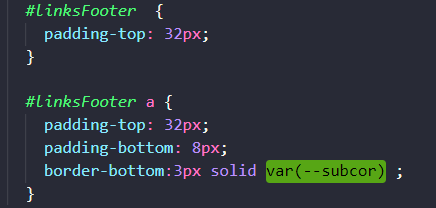 #linksFooter  {
  padding-top: 32px;
}

#linksFooter a {
  padding-top: 32px;
  padding-bottom: 8px;
  border-bottom:3px solid var(--subcor) ;
}